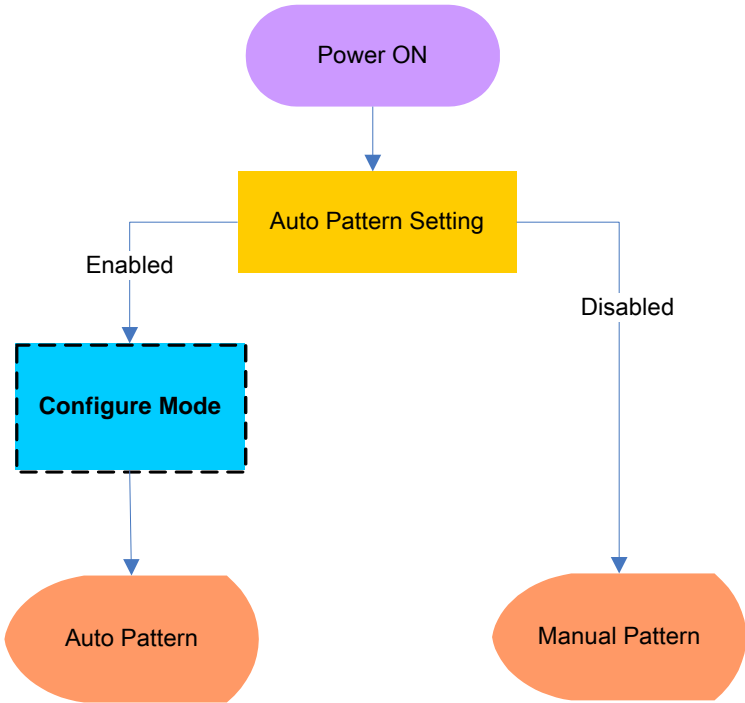 Power ON
Auto Pattern Setting
Enabled
Disabled
Configure Mode
Auto Pattern
Manual Pattern